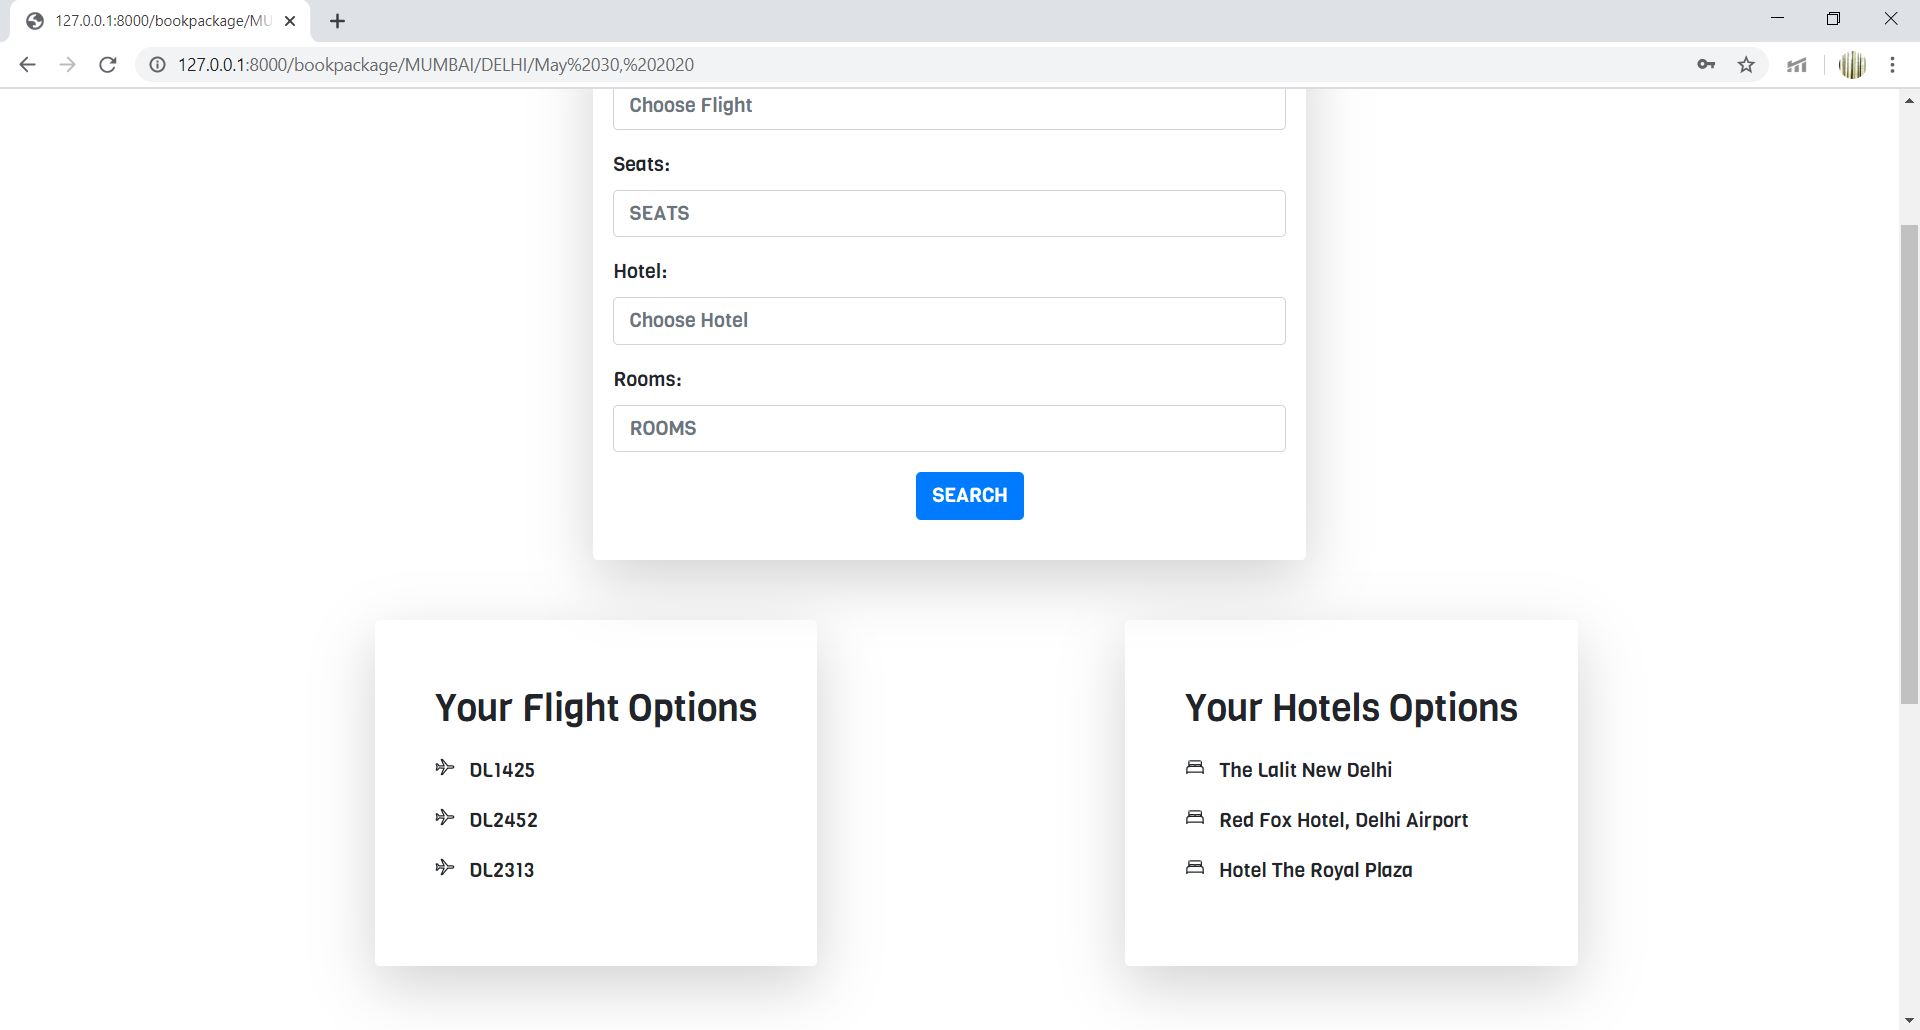 127.0.0.1:8000/bookpackage/MU
127.0.0.1:8000/bookpackage/MUMBAI/DELHI/May%2030,%202020
Choose Flight
Seats:
SEATS
Hotel:
Choose Hotel
Rooms:
ROOMS
SEARCH
Your Flight Options
DL1425
DL2452
DL2313
Your Hotels Options
The Lalit New Delhi
Red Fox Hotel, Delhi Airport
Hotel The Royal Plaza